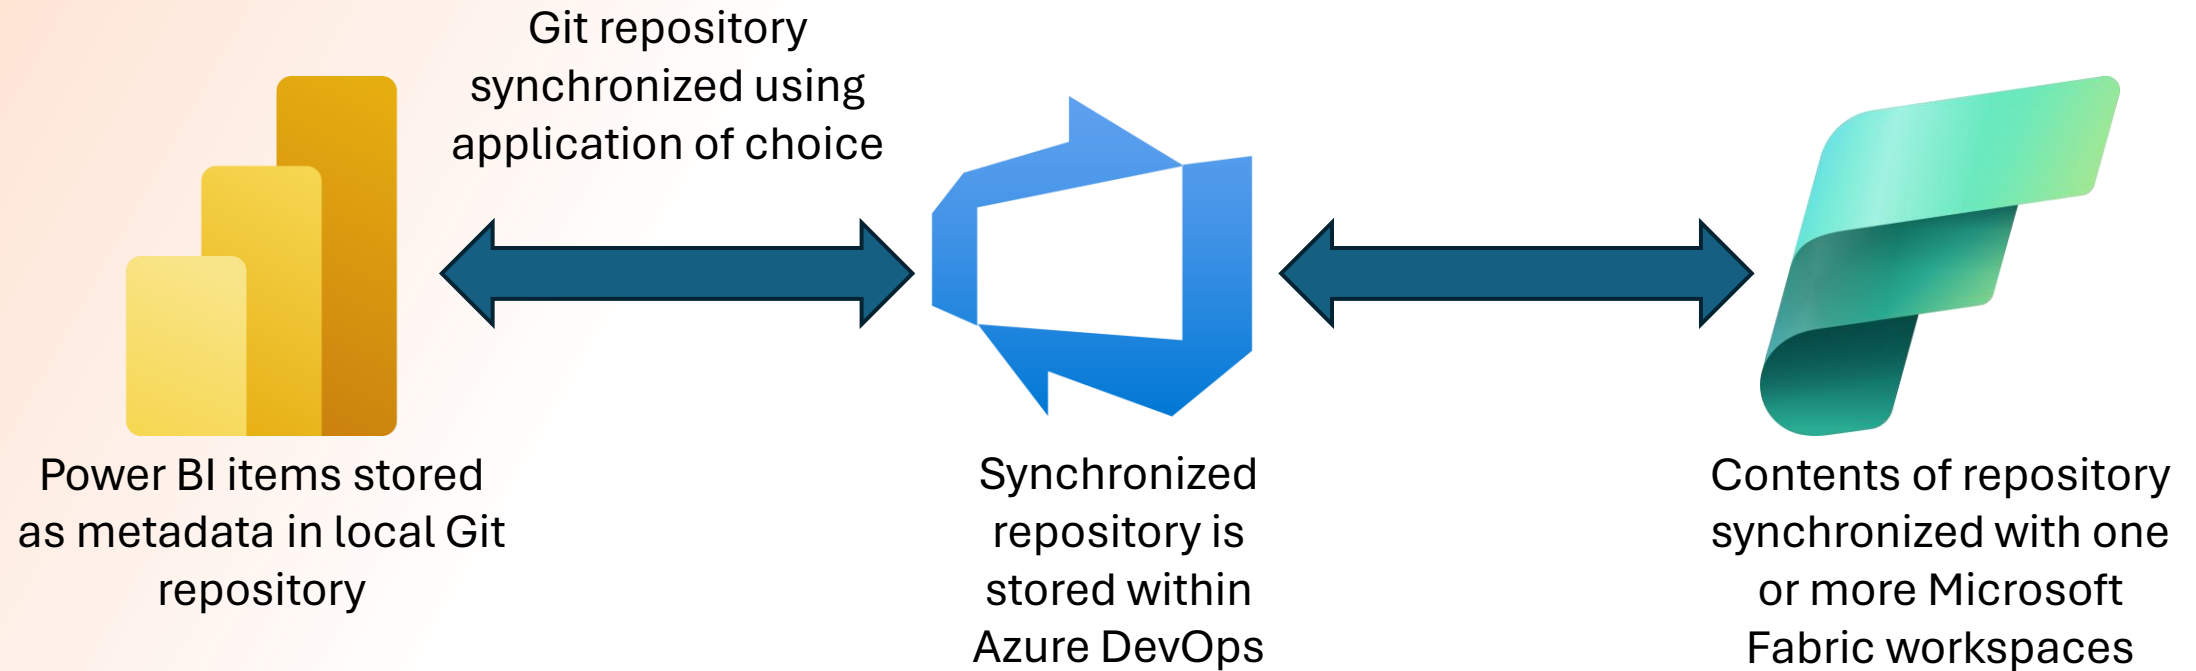 Git repository
synchronized using
application of choice
Power BI items stored
as metadata in local Git
repository
Synchronized
repository is
stored within
Azure DevOps
Contents of repository
synchronized with one
or more Microsoft
Fabric workspaces